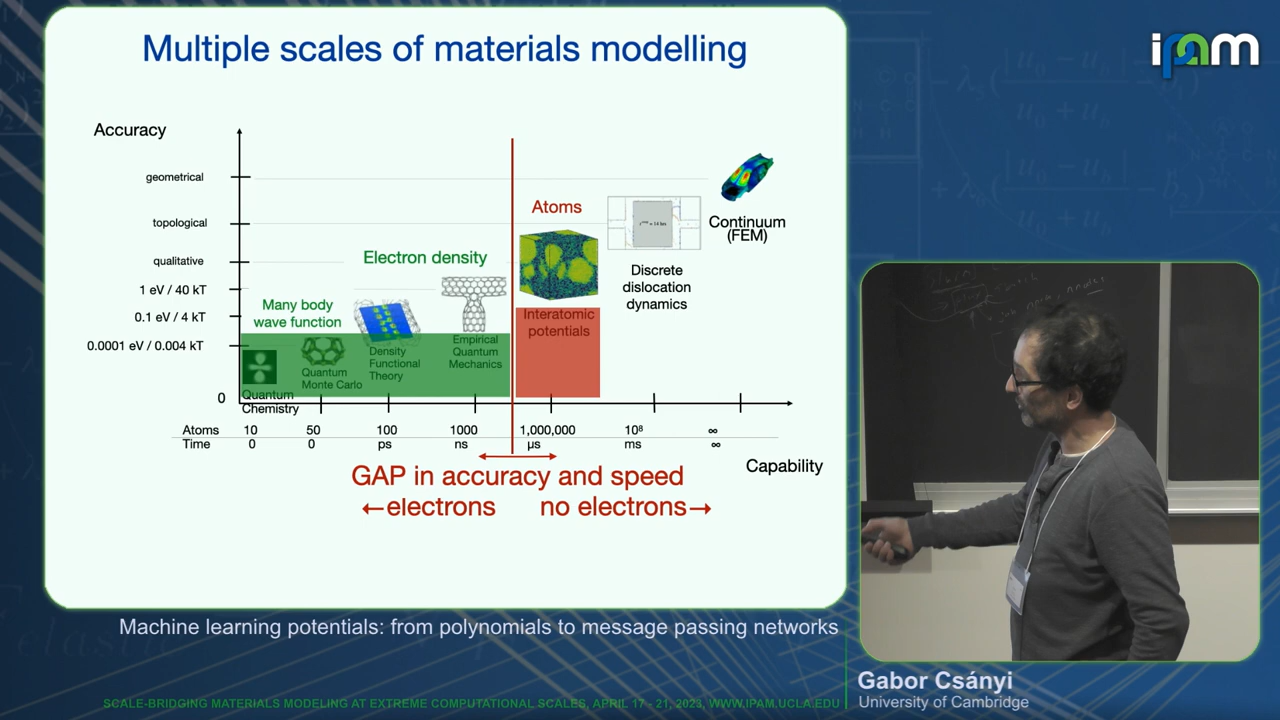 Multiple scales of materials modelling
ipam
Accuracy
geometrical
topological
qualitative
1 eV / 40 kT
0.1 eV / 4 kT
0.0001 eV / 0.004 kT
0
Many body
wave function
Electron density
Atoms
Continuum
(FEM)
Discrete
dislocation
dynamics
Interatomic
potentials
Empirical
Quantum
Mechanics
Density
Functional
Theory
Quantum
Monte Carlo
Quantum
Chemistry
Atoms 10 50 100 1000 1,000,000 10⁸ ∞
Time 0 0 ps ns µs ms ∞
Capability
GAP in accuracy and speed
←electrons no electrons→
Machine learning potentials: from polynomials to message passing networks
Gabor Csányi
University of Cambridge
SCALE-BRIDGING MATERIALS MODELING AT EXTREME COMPUTATIONAL SCALES, APRIL 17 - 21, 2023, WWW.IPAM.UCLA.EDU